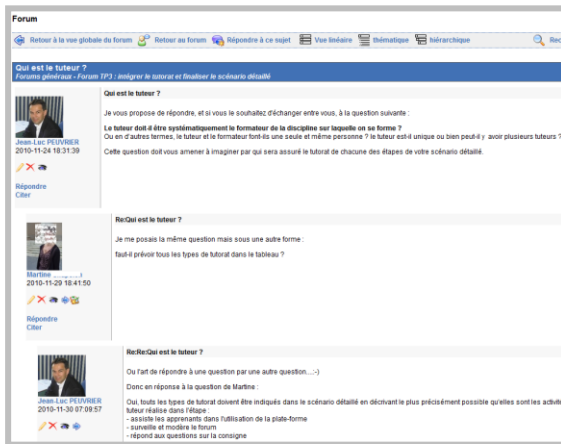 Forum
Retour à la vue globale du forum Retour au forum Répondre à ce sujet Vue linéaire thématique hiérarchique Rec
Qui est le tuteur ?
Forums généraux - Forum TP3 : intégrer le tutorat et finaliser le scénario détaillé
Qui est le tuteur ?
Je vous propose de répondre, et si vous le souhaitez d'échanger entre vous, à la question suivante :
Le tuteur doit-il être systématiquement le formateur de la discipline sur laquelle on se forme ?
Ou en d'autres termes, le tuteur et le formateur font-ils une seule et même personne ? le tuteur est-il unique ou bien peut-il y avoir plusieurs tuteurs ?
Cette question doit vous amener à imaginer par qui sera assuré le tutorat de chacune des étapes de votre scénario détaillé.
Jean-Luc PEUVRIER
2010-11-24 18:31:39
Répondre
Citer
Re:Qui est le tuteur ?
Je me posais la même question mais sous une autre forme :
faut-il prévoir tous les types de tutorat dans le tableau ?
Martine
2010-11-29 18:41:50
Répondre
Citer
Re:Re:Qui est le tuteur ?
Ou l'art de répondre à une question par une autre question...:-)
Donc en réponse à la question de Martine :
Oui, touts les types de tutorat doivent être indiqués dans le scénario détaillé en décrivant le plus précisément possible qu'elles sont les activité
tuteur réalise dans l'étape :
- assiste les apprenants dans l'utilisation de la plate-forme
- surveille et modère le forum
- répond aux questions sur la consigne
Jean-Luc PEUVRIER
2010-11-30 07:09:57